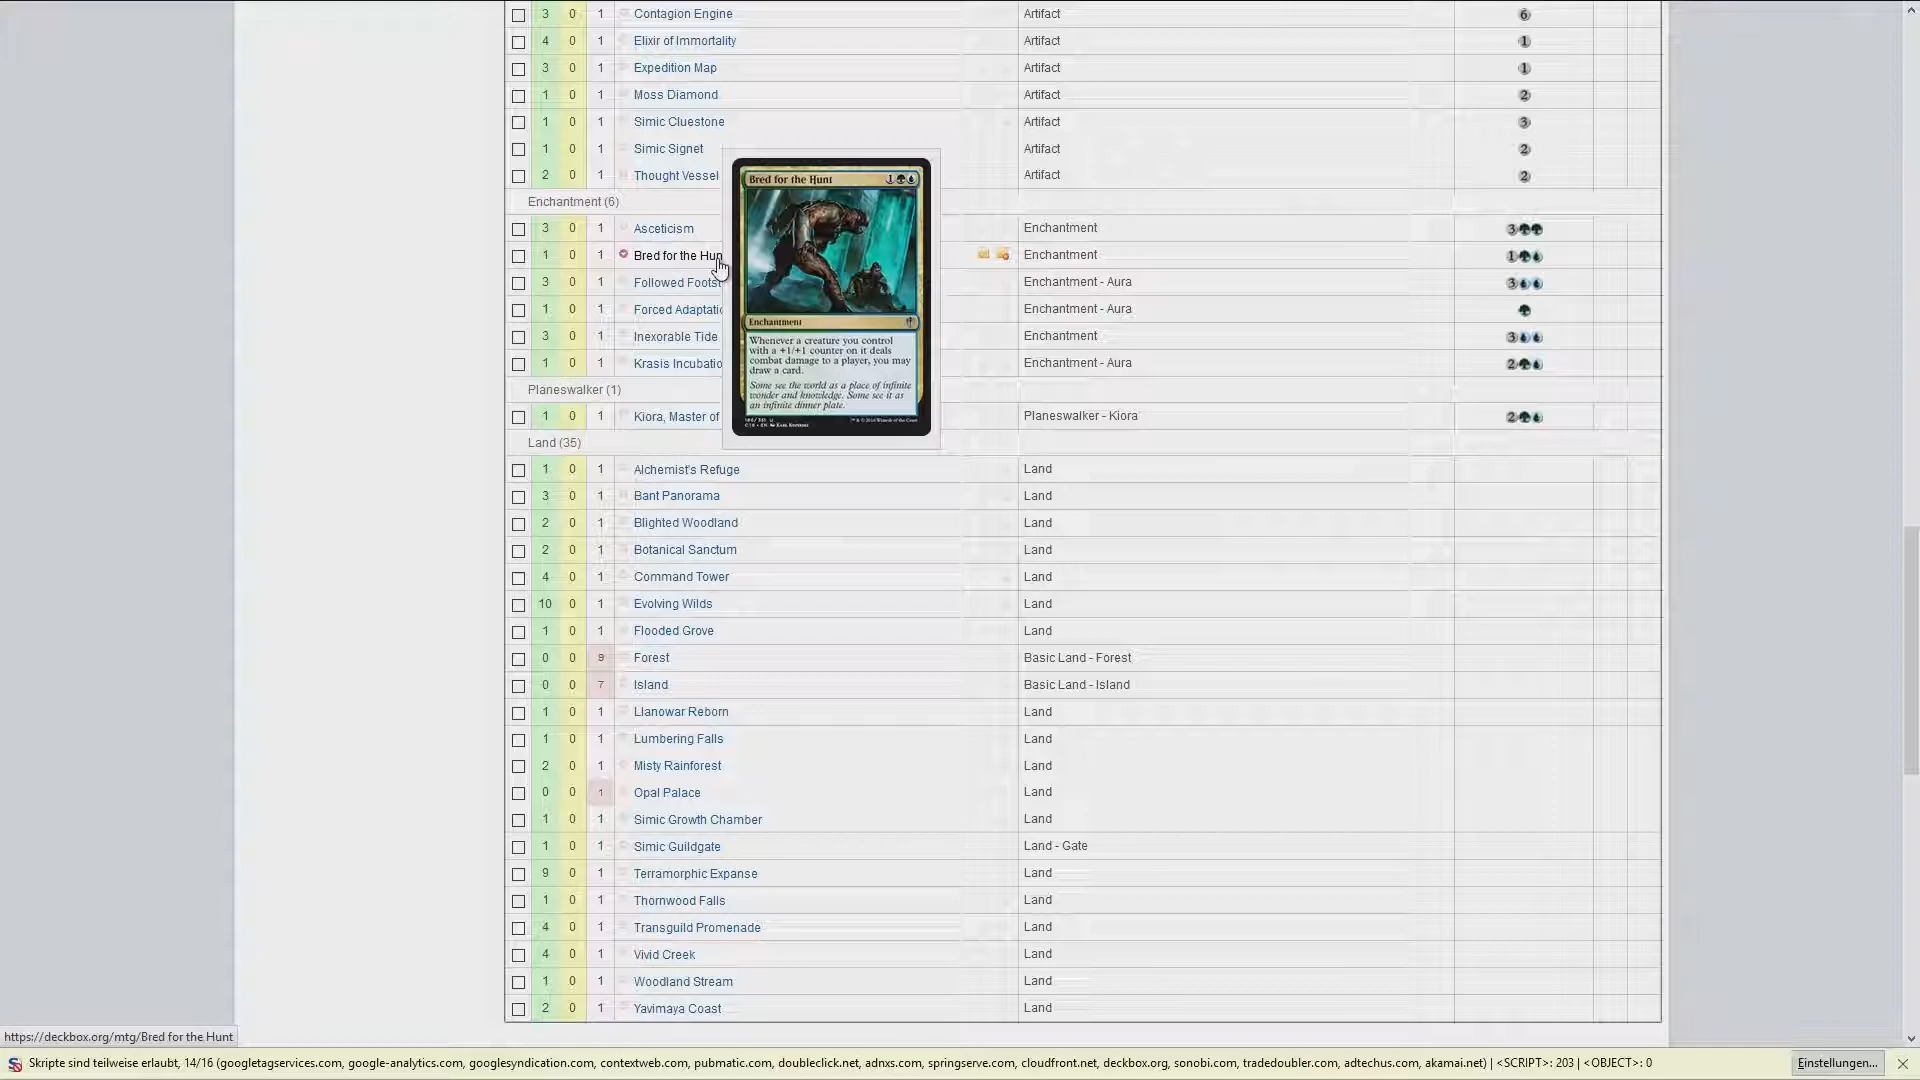 3 0 1 Contagion Engine Artifact 6
4 0 1 Elixir of Immortality Artifact 1
3 0 1 Expedition Map Artifact 1
1 0 1 Moss Diamond Artifact 2
1 0 1 Simic Cluestone Artifact 3
1 0 1 Simic Signet Artifact 2
2 0 1 Thought Vessel Artifact 2
Enchantment (6)
3 0 1 Asceticism Enchantment 3
1 0 1 Bred for the Hun Enchantment 1
3 0 1 Followed Footst Enchantment - Aura 3
1 0 1 Forced Adaptatic Enchantment - Aura
3 0 1 Inexorable Tide Enchantment 3
1 0 1 Krasis Incubatio Enchantment - Aura 2
Planeswalker (1)
1 0 1 Kiora, Master of Planeswalker - Kiora 2
Land (35)
Bred for the Hunt 1
Enchantment
Whenever a creature you control
with a +1/+1 counter on it deals
combat damage to a player, you may
draw a card.
Some see the world as a place of infinite
wonder and knowledge. Some see it as
an infinite dinner plate.
1 0 1 Alchemist's Refuge Land
3 0 1 Bant Panorama Land
2 0 1 Blighted Woodland Land
2 0 1 Botanical Sanctum Land
4 0 1 Command Tower Land
10 0 1 Evolving Wilds Land
1 0 1 Flooded Grove Land
0 0 9 Forest Basic Land - Forest
0 0 7 Island Basic Land - Island
1 0 1 Llanowar Reborn Land
1 0 1 Lumbering Falls Land
2 0 1 Misty Rainforest Land
0 0 1 Opal Palace Land
1 0 1 Simic Growth Chamber Land
1 0 1 Simic Guildgate Land - Gate
9 0 1 Terramorphic Expanse Land
1 0 1 Thornwood Falls Land
4 0 1 Transguild Promenade Land
4 0 1 Vivid Creek Land
1 0 1 Woodland Stream Land
2 0 1 Yavimaya Coast Land
https://deckbox.org/mtg/Bred for the Hunt
Skripte sind teilweise erlaubt, 14/16 (googletagservices.com, google-analytics.com, googlesyndication.com, contextweb.com, pubmatic.com, doubleclick.net, adnxs.com, springserve.com, cloudfront.net, deckbox.org, sonobi.com, tradedoubler.com, adtechus.com, akamai.net) | <SCRIPT>: 203 | <OBJECT>: 0 Einstellungen...